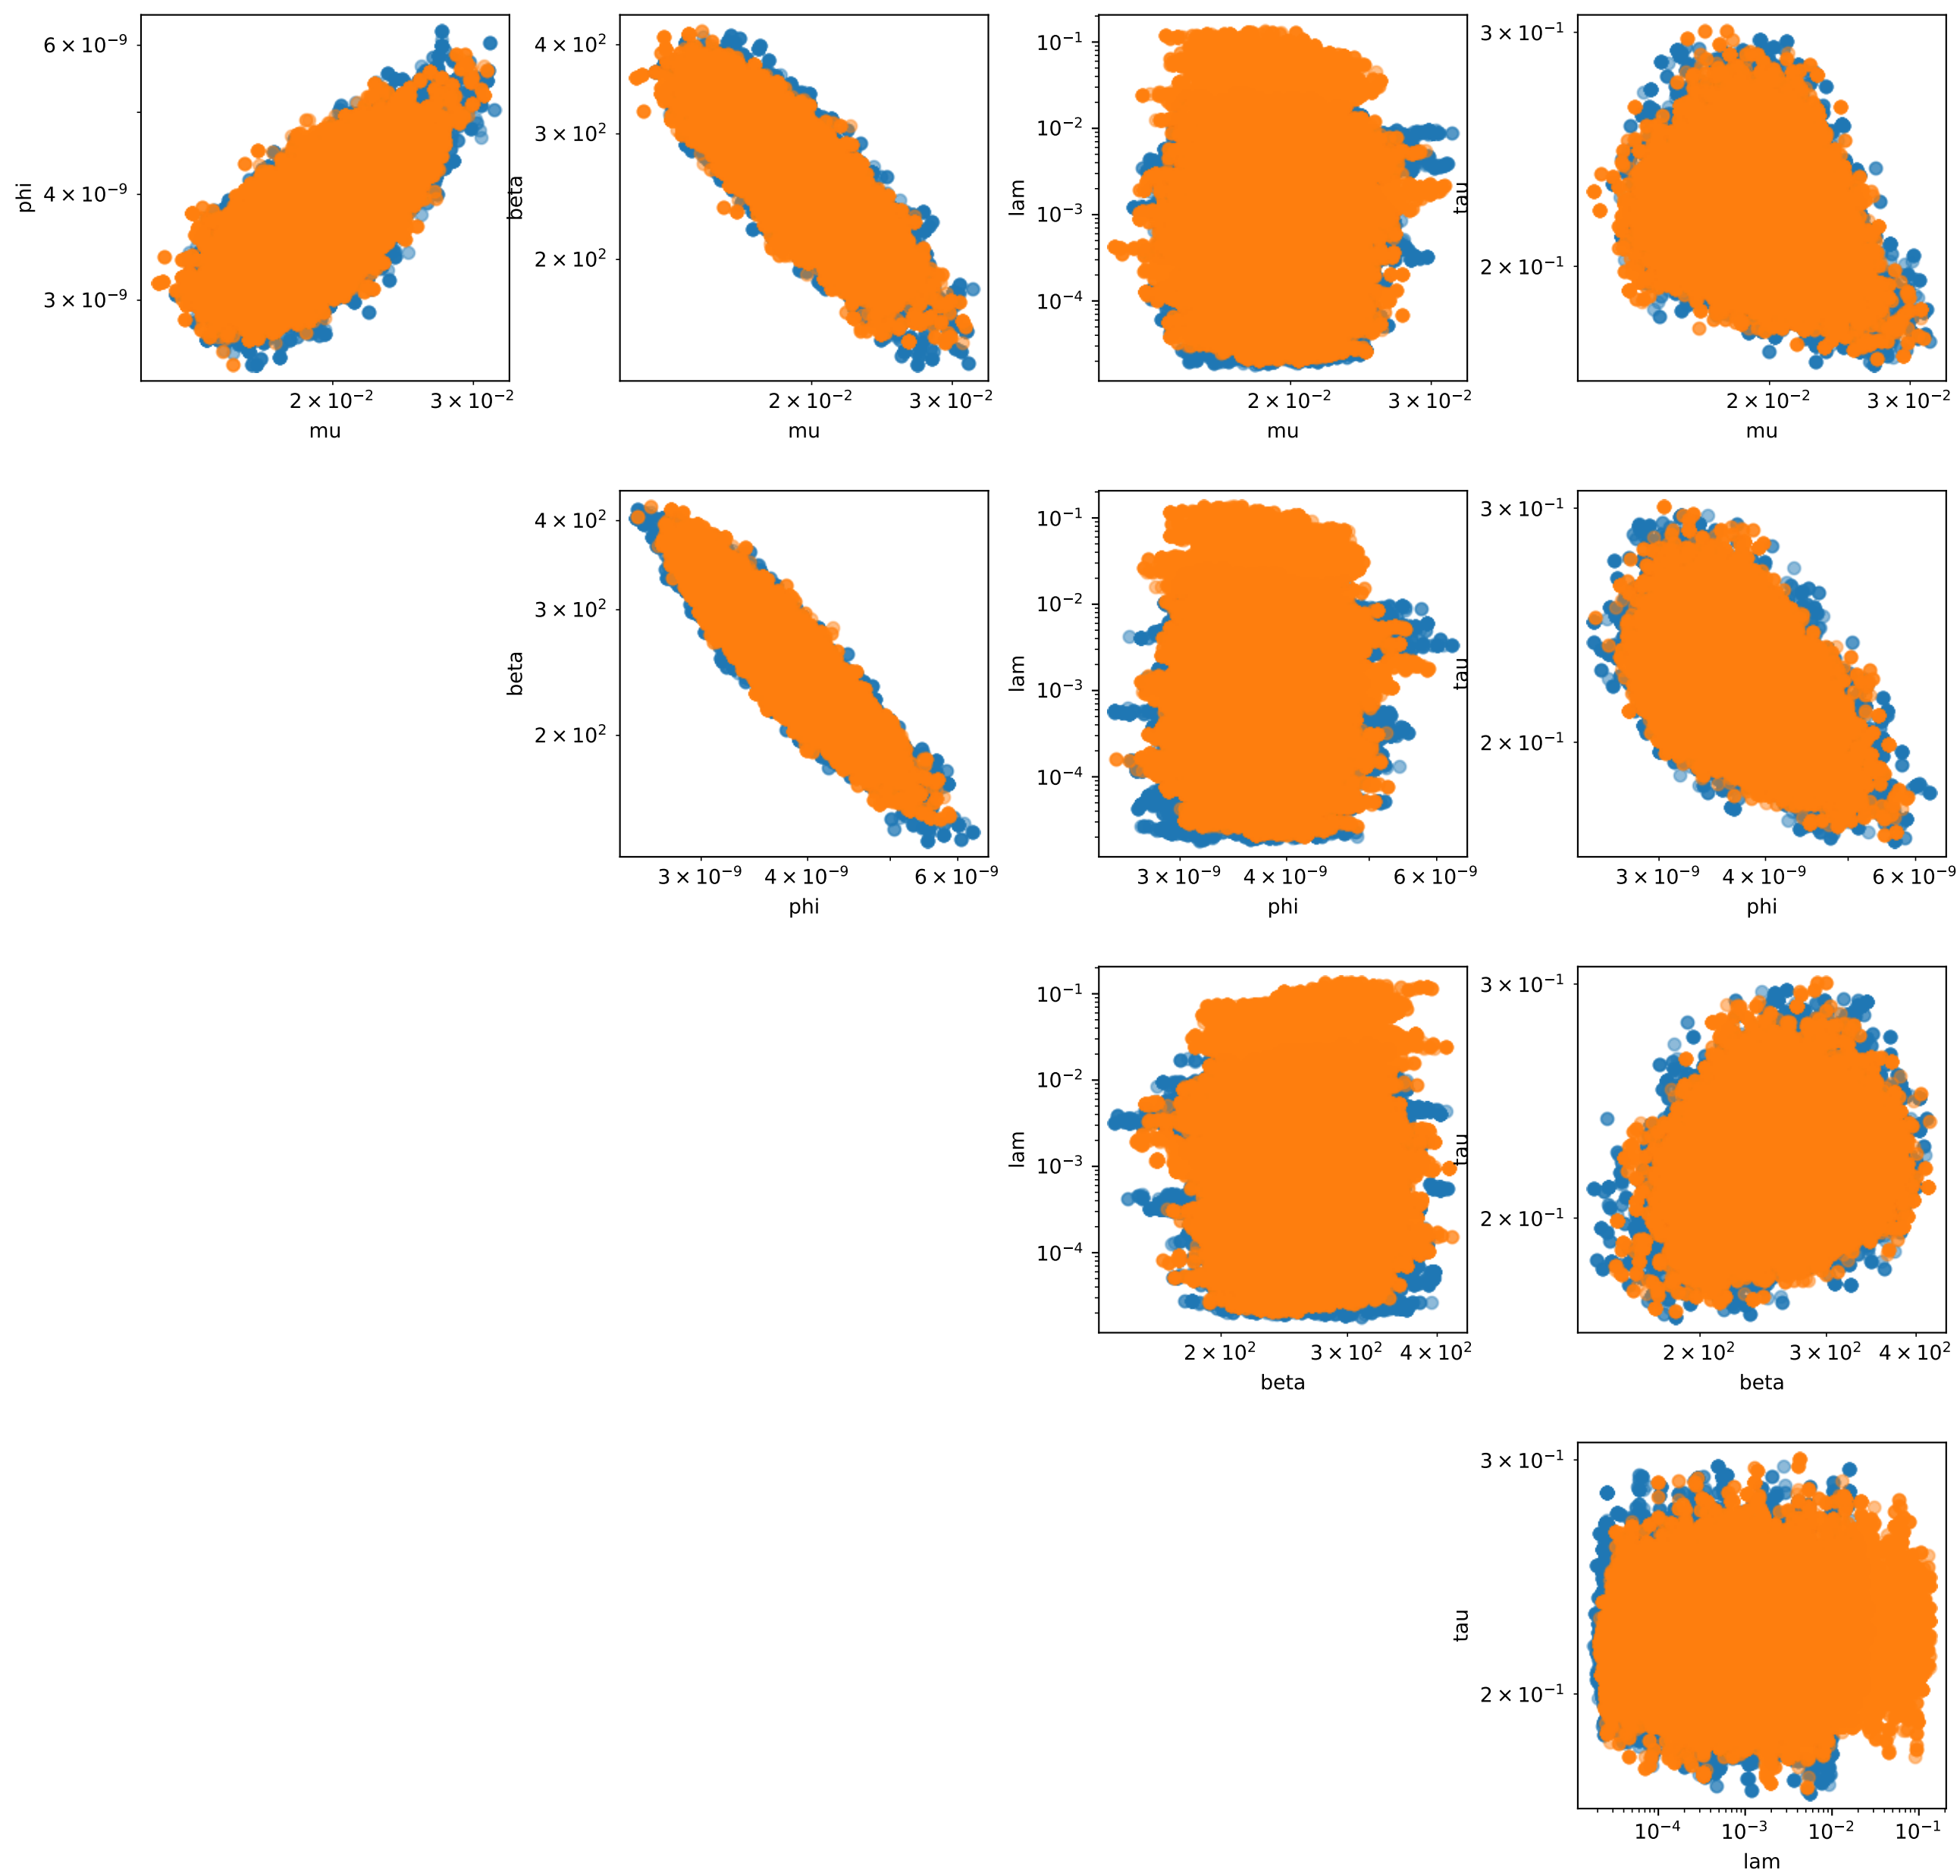 6 × 10⁻⁹
4 × 10⁻⁹
3 × 10⁻⁹
phi
2 × 10⁻² 3 × 10⁻²
mu
4 × 10²
3 × 10²
2 × 10²
beta
2 × 10⁻² 3 × 10⁻²
mu
10⁻¹
10⁻²
10⁻³
10⁻⁴
lam
2 × 10⁻² 3 × 10⁻²
mu
3 × 10⁻¹
2 × 10⁻¹
tau
2 × 10⁻² 3 × 10⁻²
mu
4 × 10²
3 × 10²
2 × 10²
beta
3 × 10⁻⁹ 4 × 10⁻⁹ 6 × 10⁻⁹
phi
10⁻¹
10⁻²
10⁻³
10⁻⁴
lam
3 × 10⁻⁹ 4 × 10⁻⁹ 6 × 10⁻⁹
phi
3 × 10⁻¹
2 × 10⁻¹
tau
3 × 10⁻⁹ 4 × 10⁻⁹ 6 × 10⁻⁹
phi
10⁻¹
10⁻²
10⁻³
10⁻⁴
lam
2 × 10² 3 × 10² 4 × 10²
beta
3 × 10⁻¹
2 × 10⁻¹
tau
2 × 10² 3 × 10² 4 × 10²
beta
3 × 10⁻¹
2 × 10⁻¹
tau
10⁻⁴ 10⁻³ 10⁻² 10⁻¹
lam